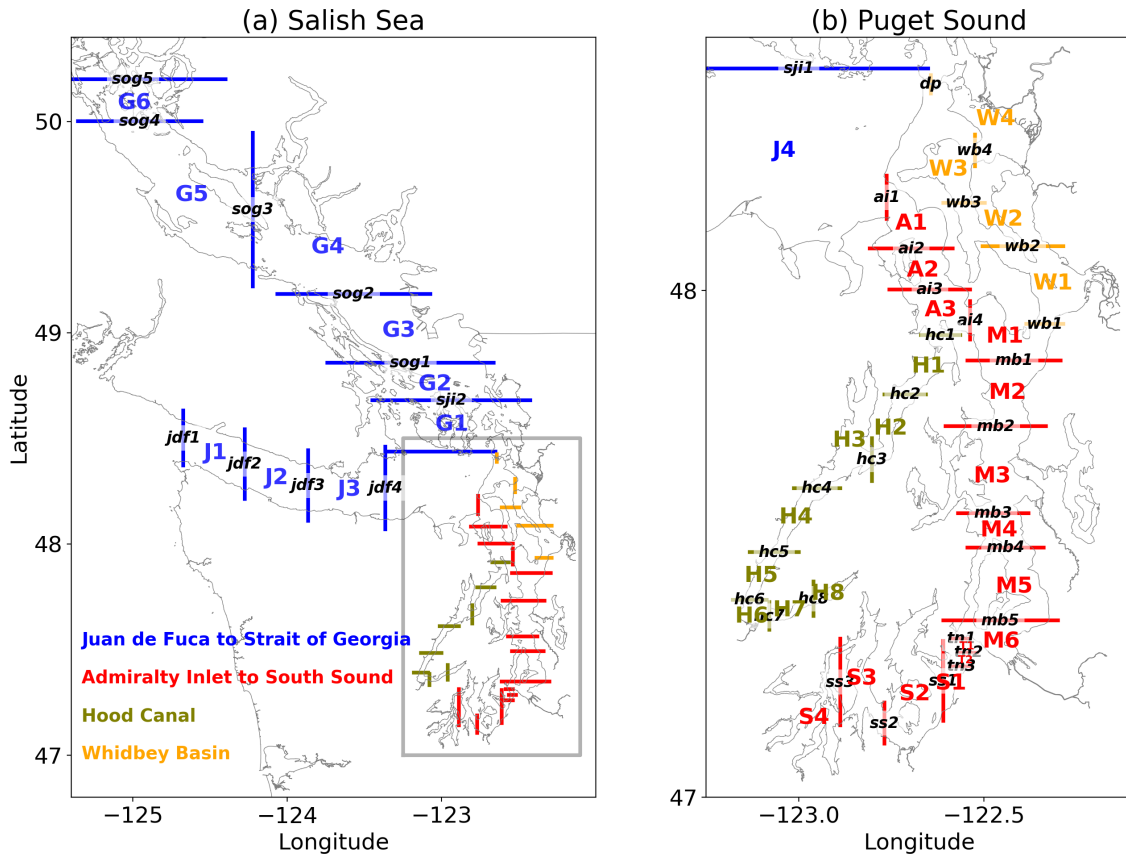 (a) Salish Sea
(b) Puget Sound
sog5
G6
sog4
50
G5
sog3
G4
sog2
G3
49
sog1
G2
sji2
G1
jdf1
J1
jdf2
J2
jdf3
J3
jdf4
48
47
Latitude
Juan de Fuca to Strait of Georgia
Admiralty Inlet to South Sound
Hood Canal
Whidbey Basin
−125
−124
−123
Longitude
sji1
dp
W4
J4
wb4
W3
ai1
wb3
A1
W2
ai2
wb2
A2
W1
48
ai3
A3
ai4
wb1
hc1
M1
mb1
H1
hc2
M2
H2
mb2
H3
hc3
M3
hc4
H4
mb3
M4
hc5
mb4
H5
M5
hc6
hc8
H8
H6
H7
mb5
tn1
M6
tn2
tn3
ss3
S3
S1
S2
S4
ss2
47
−123.0
−122.5
Longitude